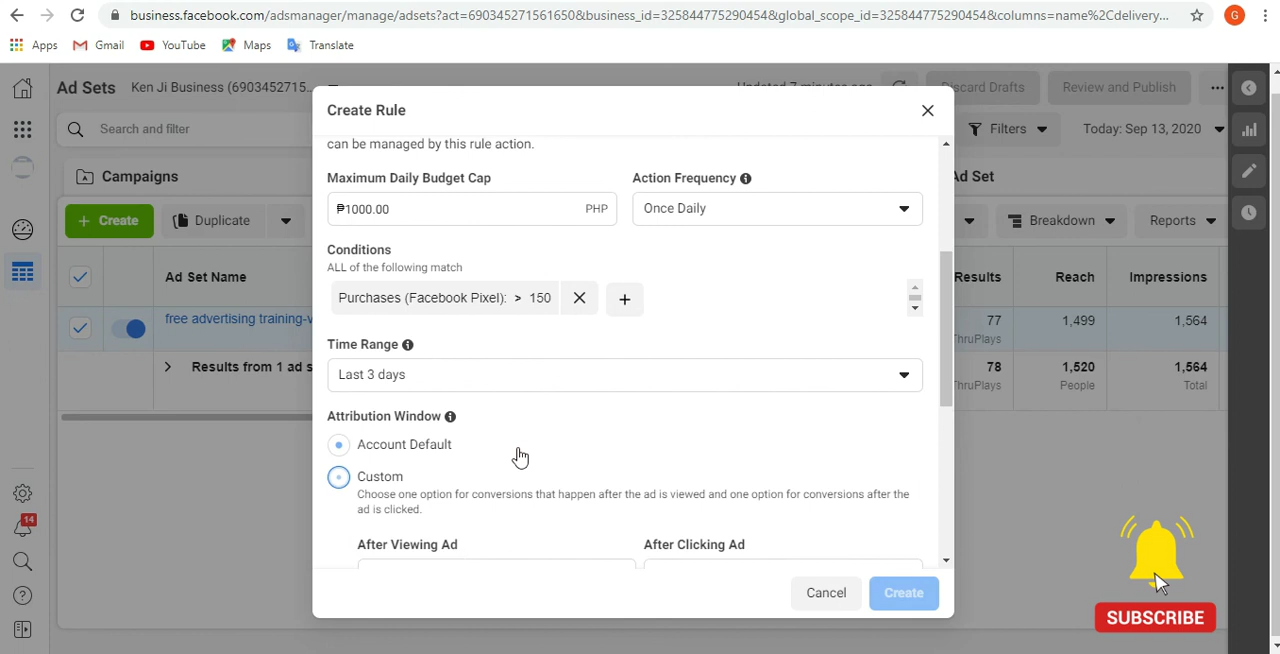 business.facebook.com/adsmanager/manage/adsets?act=690345271561650&business_id=325844775290454&global_scope_id=325844775290454&columns=name%2Cdelivery...
G
Apps Gmail YouTube Maps Translate
Ad Sets Ken Ji Business (6903452715... Updated 7 minutes ago Discard Drafts Review and Publish
Create Rule
Search and filter
Filters Today: Sep 13, 2020
can be managed by this rule action.
Campaigns
Ad Set
Maximum Daily Budget Cap Action Frequency
₱1000.00 PHP Once Daily
+ Create Duplicate Breakdown Reports
Conditions
ALL of the following match
Ad Set Name Results Reach Impressions
Purchases (Facebook Pixel): > 150
free advertising training-v 77 1,499 1,564
ThruPlays
Time Range
Results from 1 ad s 78 1,520 1,564
ThruPlays People Total
Last 3 days
Attribution Window
Account Default
Custom
Choose one option for conversions that happen after the ad is viewed and one option for conversions after the
ad is clicked.
14
After Viewing Ad After Clicking Ad
Cancel Create
SUBSCRIBE